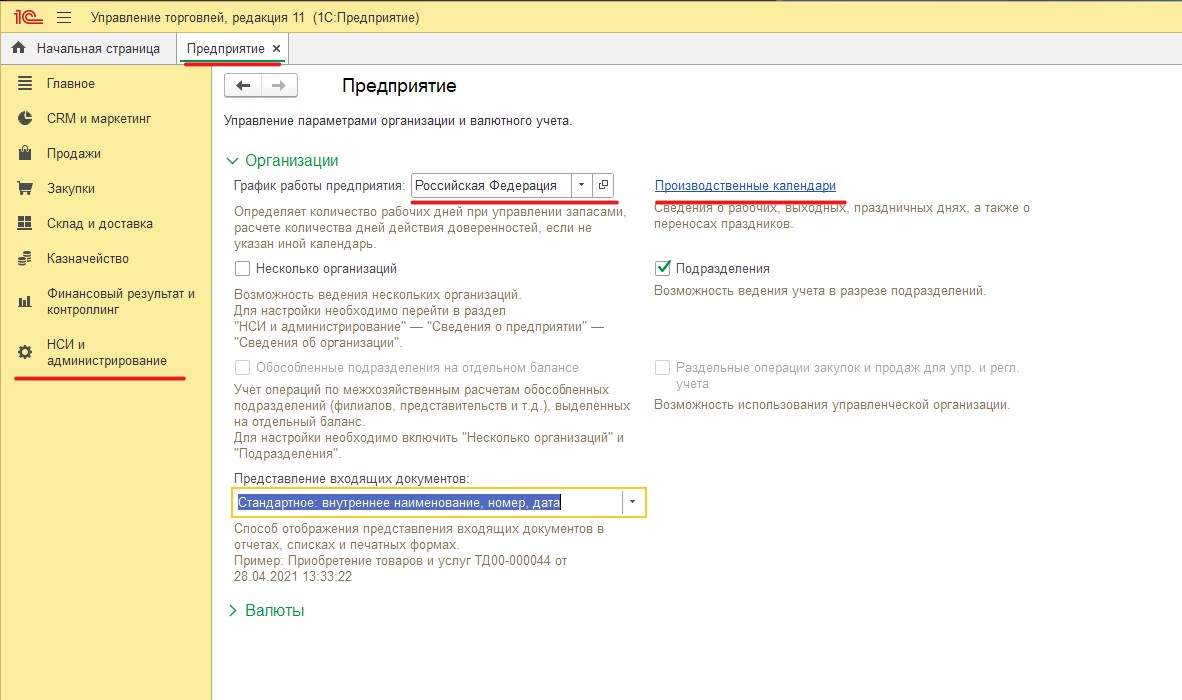 1С Управление торговлей, редакция 11 (1С:Предприятие)
Начальная страница
Предприятие ×
Главное
CRM и маркетинг
Продажи
Закупки
Склад и доставка
Казначейство
Финансовый результат и
контроллинг
НСИ и
администрирование
Предприятие
Управление параметрами организации и валютного учета.
Организации
График работы предприятия: Российская Федерация
Производственные календари
Определяет количество рабочих дней при управлении запасами,
расчете количества дней действия доверенностей, если не
указан иной календарь.
Сведения о рабочих, выходных, праздничных днях, а также о
переносах праздников.
Несколько организаций
Подразделения
Возможность ведения нескольких организаций.
Для настройки необходимо перейти в раздел
"НСИ и администрирование" — "Сведения о предприятии" —
"Сведения об организации".
Возможность ведения учета в разрезе подразделений.
Обособленные подразделения на отдельном балансе
Раздельные операции закупок и продаж для упр. и регл.
учета
Учет операций по межхозяйственным расчетам обособленных
подразделений (филиалов, представительств и т.д.), выделенных
на отдельный баланс.
Для настройки необходимо включить "Несколько организаций" и
"Подразделения".
Возможность использования управленческой организации.
Представление входящих документов:
Стандартное: внутреннее наименование, номер, дата
Способ отображения представления входящих документов в
отчетах, списках и печатных формах.
Пример: Приобретение товаров и услуг ТД00-000044 от
28.04.2021 13:33:22
Валюты